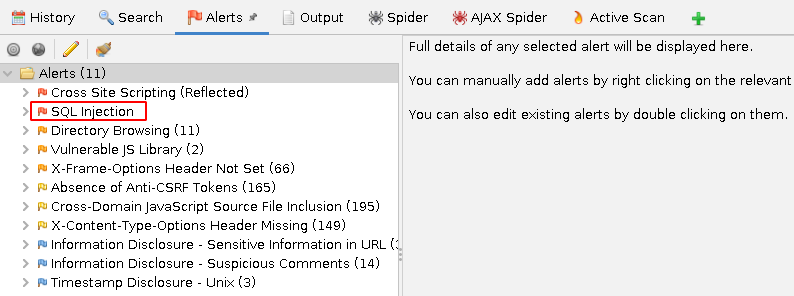 History Search Alerts Output Spider AJAX Spider Active Scan
Alerts (11)
Cross Site Scripting (Reflected)
SQL Injection
Directory Browsing (11)
Vulnerable JS Library (2)
X-Frame-Options Header Not Set (66)
Absence of Anti-CSRF Tokens (165)
Cross-Domain JavaScript Source File Inclusion (195)
X-Content-Type-Options Header Missing (149)
Information Disclosure - Sensitive Information in URL (
Information Disclosure - Suspicious Comments (14)
Timestamp Disclosure - Unix (3)
Full details of any selected alert will be displayed here.
You can manually add alerts by right clicking on the relevant
You can also edit existing alerts by double clicking on them.